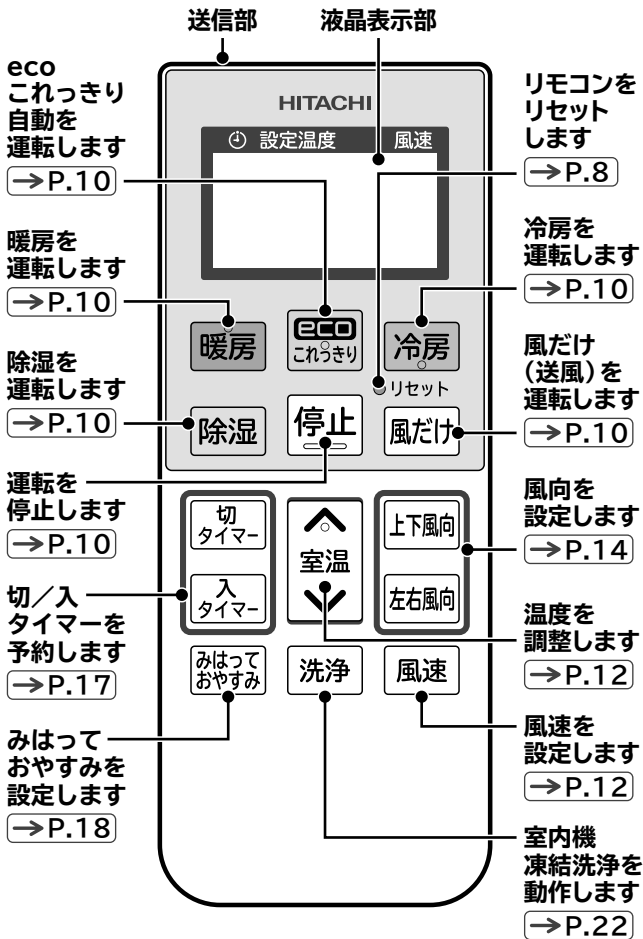 送信部
液晶表示部
eco
これっきり
自動を
運転します
→P.10
暖房を
運転します
→P.10
除湿を
運転します
→P.10
運転を
停止します
→P.10
切／入
タイマーを
予約します
→P.17
みはって
おやすみを
設定します
→P.18
HITACHI
設定温度 風速
暖房
eco
これっきり
冷房
リセット
除湿
停止
風だけ
切
タイマー
室温
上下風向
入
タイマー
左右風向
みはって
おやすみ
洗浄
風速
リモコンを
リセット
します
→P.8
冷房を
運転します
→P.10
風だけ
（送風）を
運転します
→P.10
風向を
設定します
→P.14
温度を
調整します
→P.12
風速を
設定します
→P.12
室内機
凍結洗浄を
動作します
→P.22